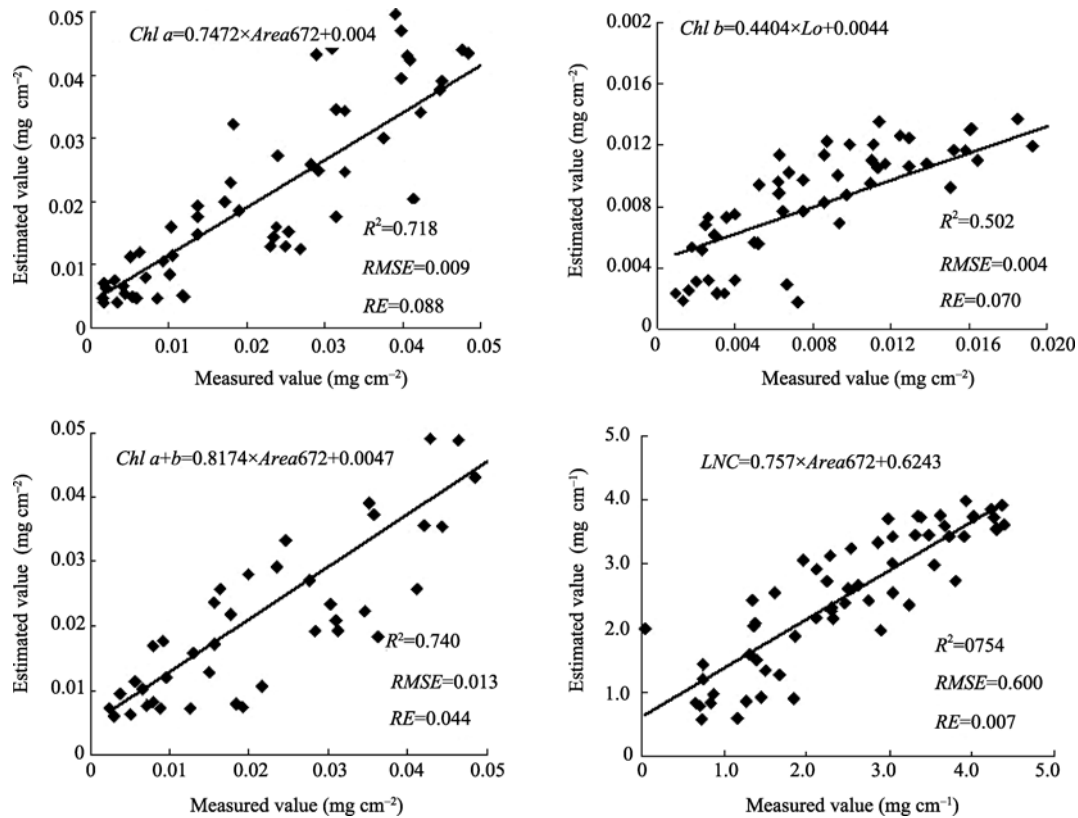 Estimated value (mg cm⁻²)
0.05
0.04
0.03
0.02
0.01
0
Chl a=0.7472×Area672+0.004
R²=0.718
RMSE=0.009
RE=0.088
0 0.01 0.02 0.03 0.04 0.05
Measured value (mg cm⁻²)
Estimated value (mg cm⁻²)
0.002
0.016
0.012
0.008
0.004
0
Chl b=0.4404×Lo+0.0044
R²=0.502
RMSE=0.004
RE=0.070
0 0.004 0.008 0.012 0.016 0.020
Measured value (mg cm⁻²)
Estimated value (mg cm⁻²)
0.05
0.04
0.03
0.02
0.01
0
Chl a+b=0.8174×Area672+0.0047
R²=0.740
RMSE=0.013
RE=0.044
0 0.01 0.02 0.03 0.04 0.05
Measured value (mg cm⁻²)
Estimated value (mg cm⁻¹)
5.0
4.0
3.0
2.0
1.0
0
LNC=0.757×Area672+0.6243
R²=0754
RMSE=0.600
RE=0.007
0 1.0 2.0 3.0 4.0 5.0
Measured value (mg cm⁻¹)